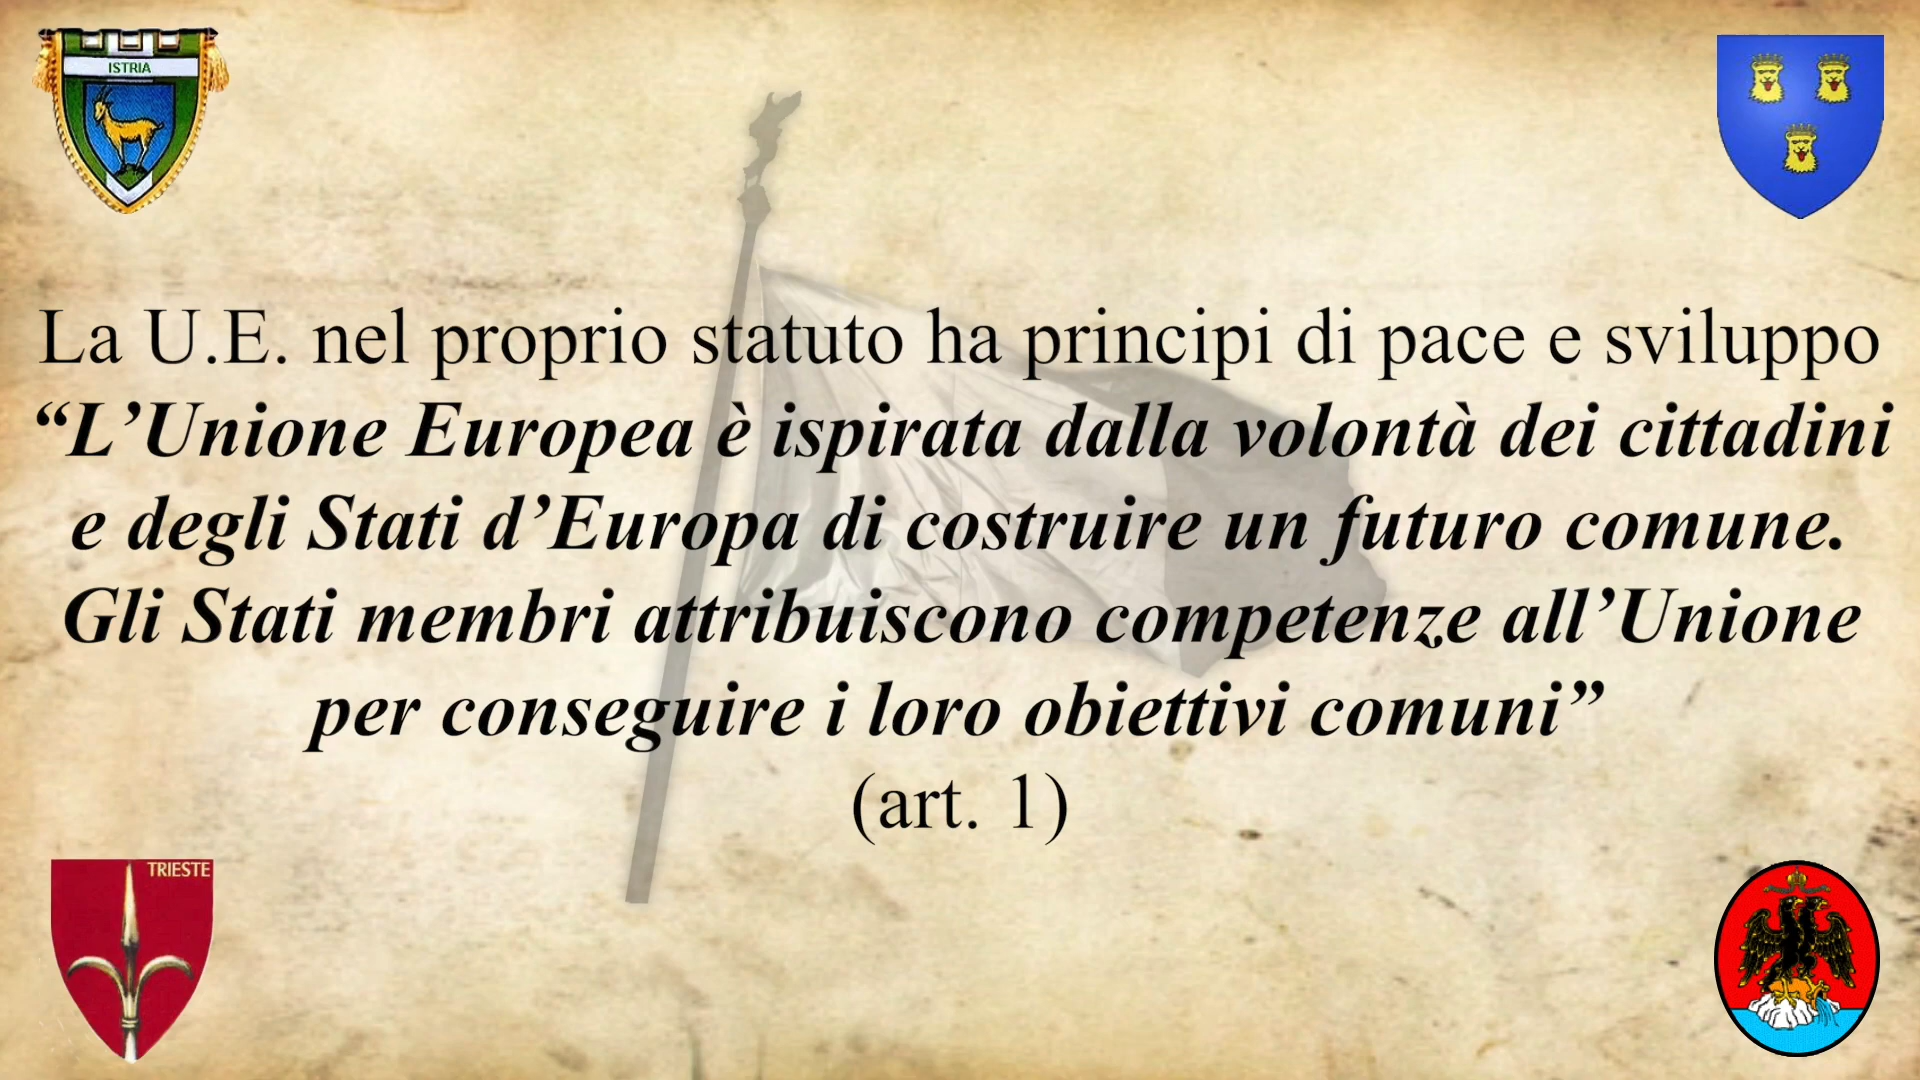 ISTRIA
La U.E. nel proprio statuto ha principi di pace e sviluppo
“L’Unione Europea è ispirata dalla volontà dei cittadini
e degli Stati d’Europa di costruire un futuro comune.
Gli Stati membri attribuiscono competenze all’Unione
per conseguire i loro obiettivi comuni”
(art. 1)
TRIESTE